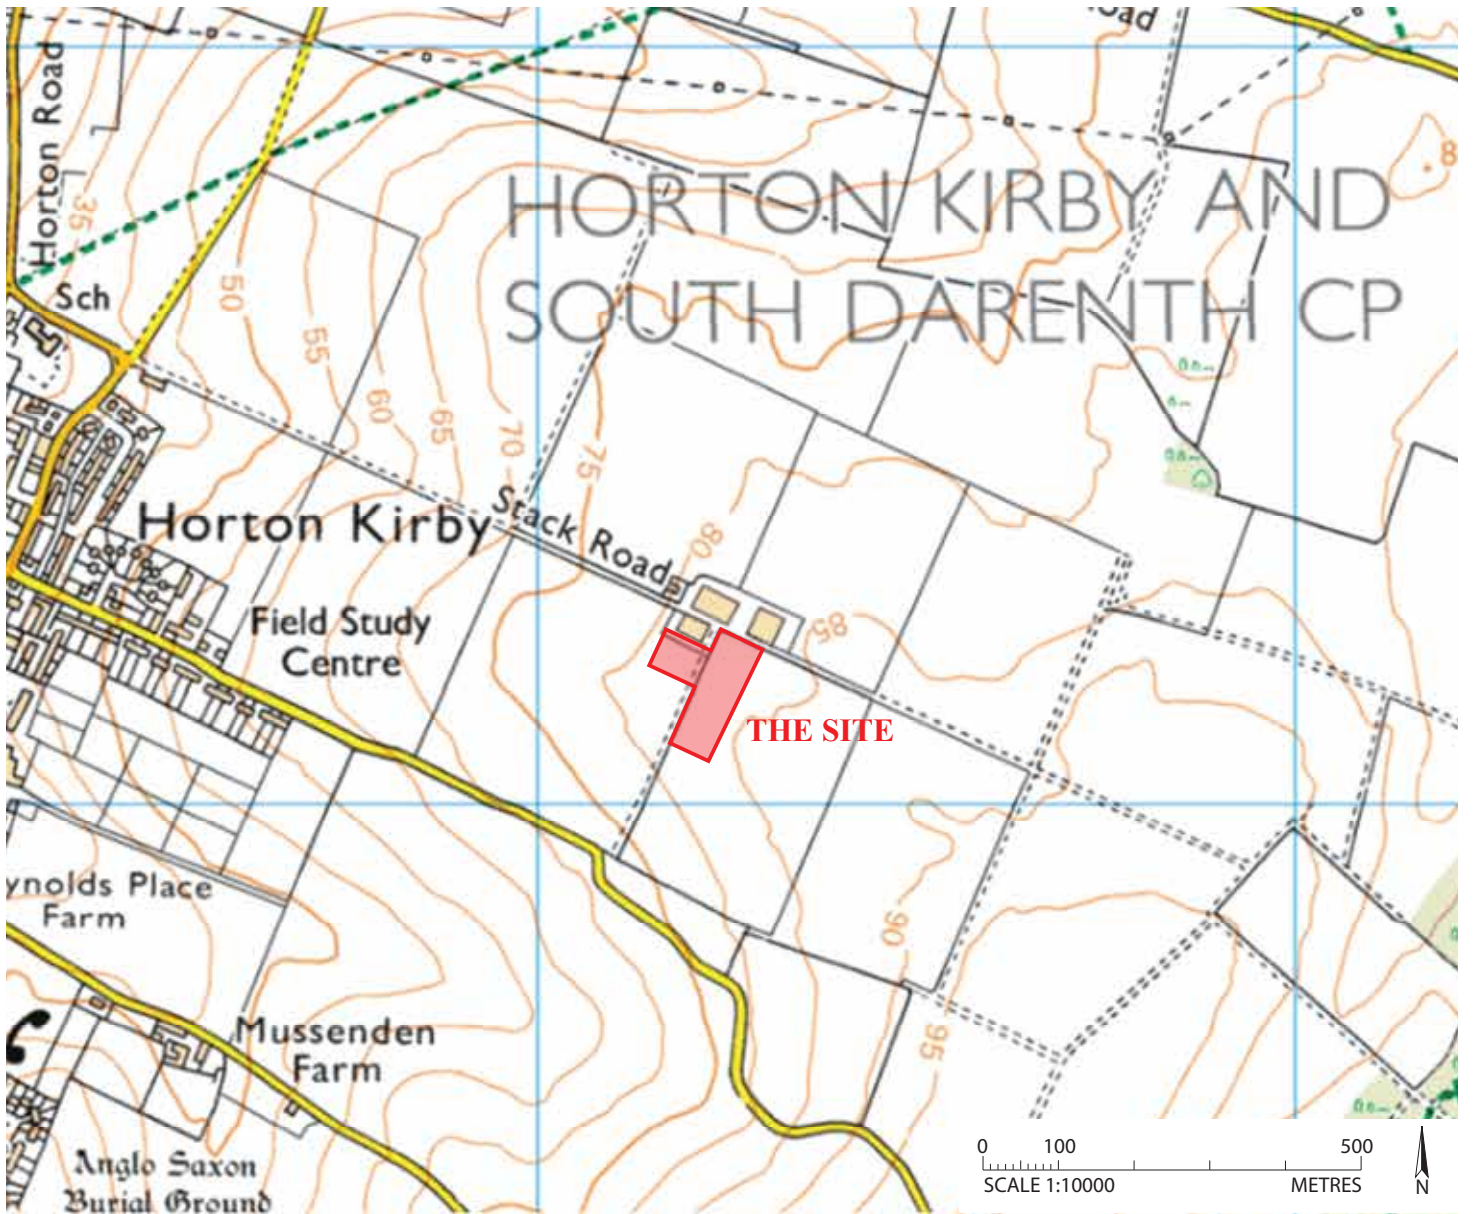 oad
Horton Road
8
HORTON KIRBY AND
35
50
Sch
SOUTH DARENTH CP
55
60
65
70
75
Stack Road
Horton Kirby
80
85
Field Study
Centre
THE SITE
ynolds Place
Farm
90
95
Mussenden
Farm
Anglo Saxon
Burial Ground
0 100 500
SCALE 1:10000 METRES
N